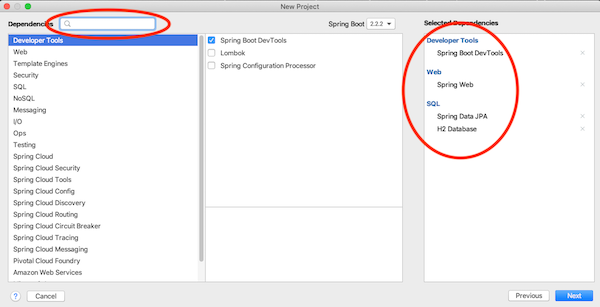 New Project
Dependencies
Spring Boot 2.2.2
Selected Dependencies
Developer Tools
Web
Template Engines
Security
SQL
NoSQL
Messaging
I/O
Ops
Testing
Spring Cloud
Spring Cloud Security
Spring Cloud Tools
Spring Cloud Config
Spring Cloud Discovery
Spring Cloud Routing
Spring Cloud Circuit Breaker
Spring Cloud Tracing
Spring Cloud Messaging
Pivotal Cloud Foundry
Amazon Web Services
Spring Boot DevTools
Lombok
Spring Configuration Processor
Developer Tools
Spring Boot DevTools
Web
Spring Web
SQL
Spring Data JPA
H2 Database
?
Cancel
Previous
Next